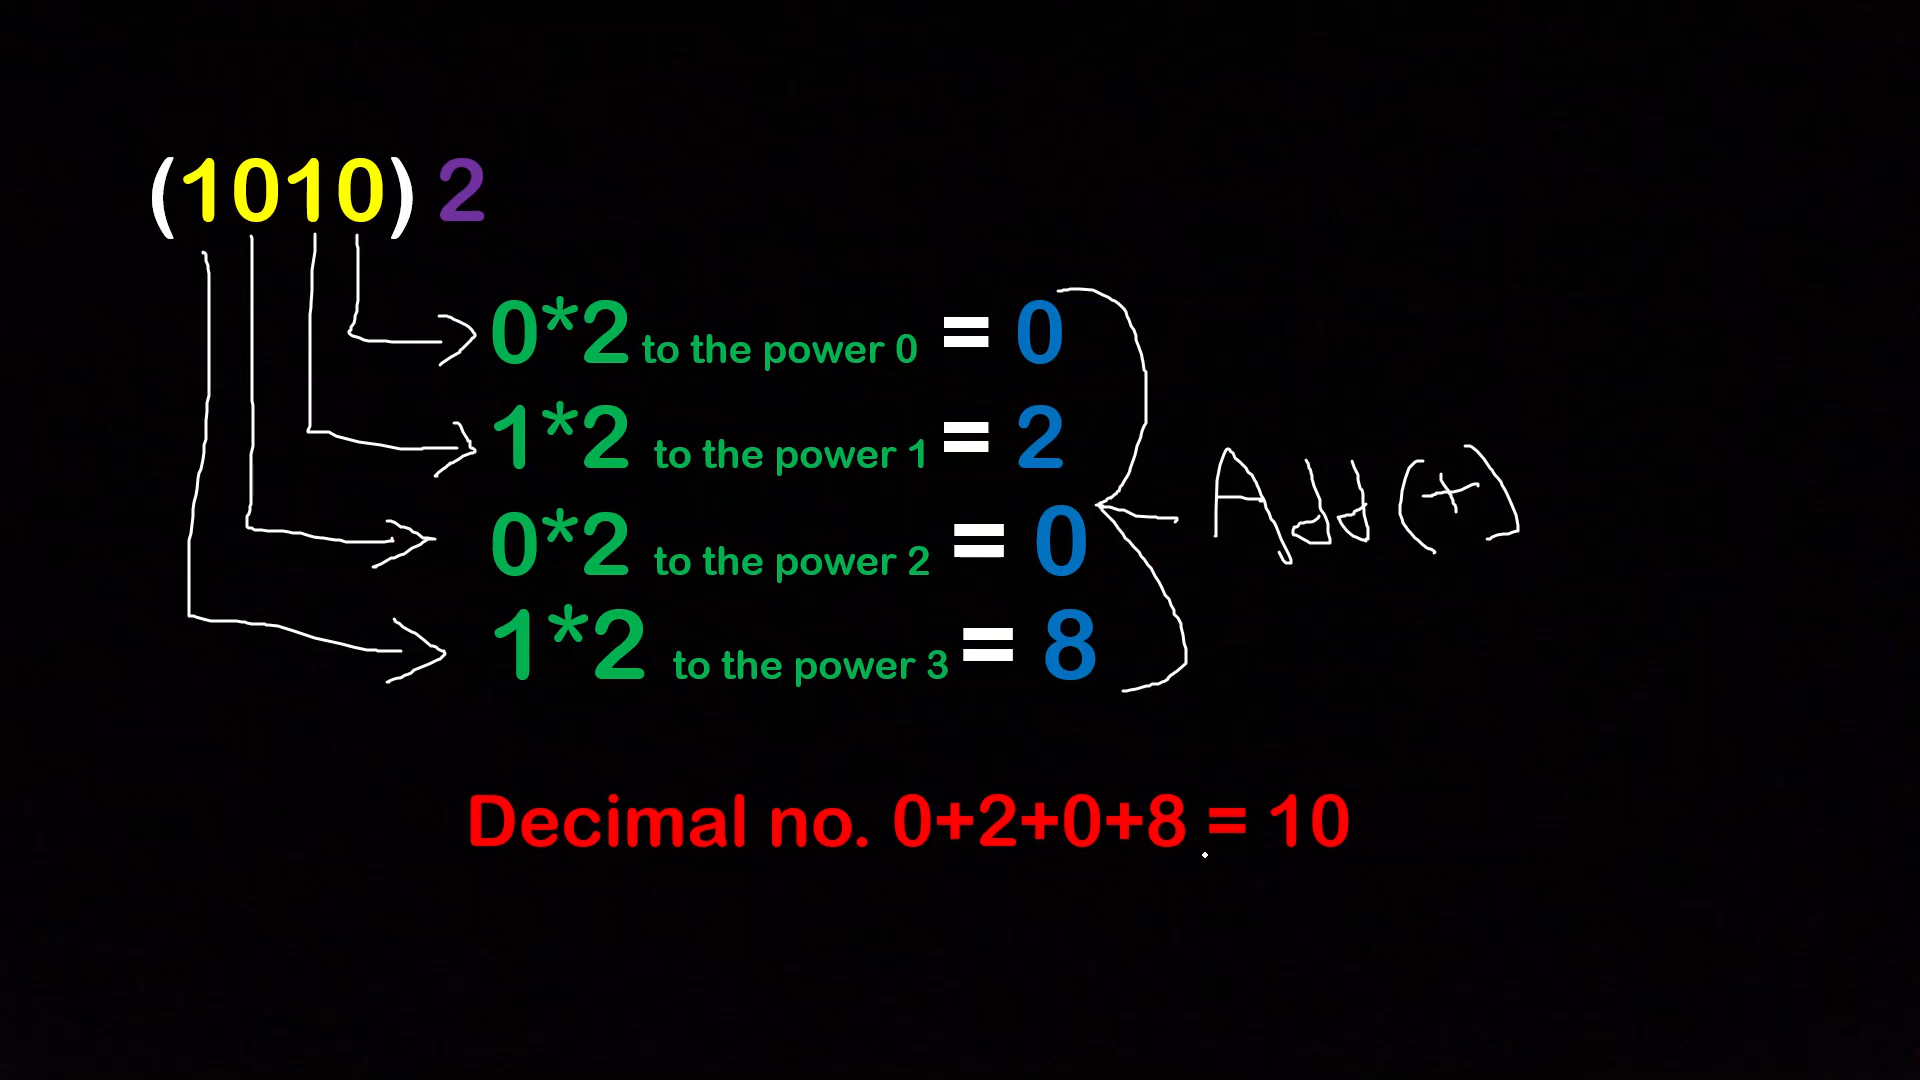 (1010) 2
0*2 to the power 0 = 0
1*2 to the power 1 = 2
0*2 to the power 2 = 0
Add (+)
1*2 to the power 3 = 8
Decimal no. 0+2+0+8 = 10